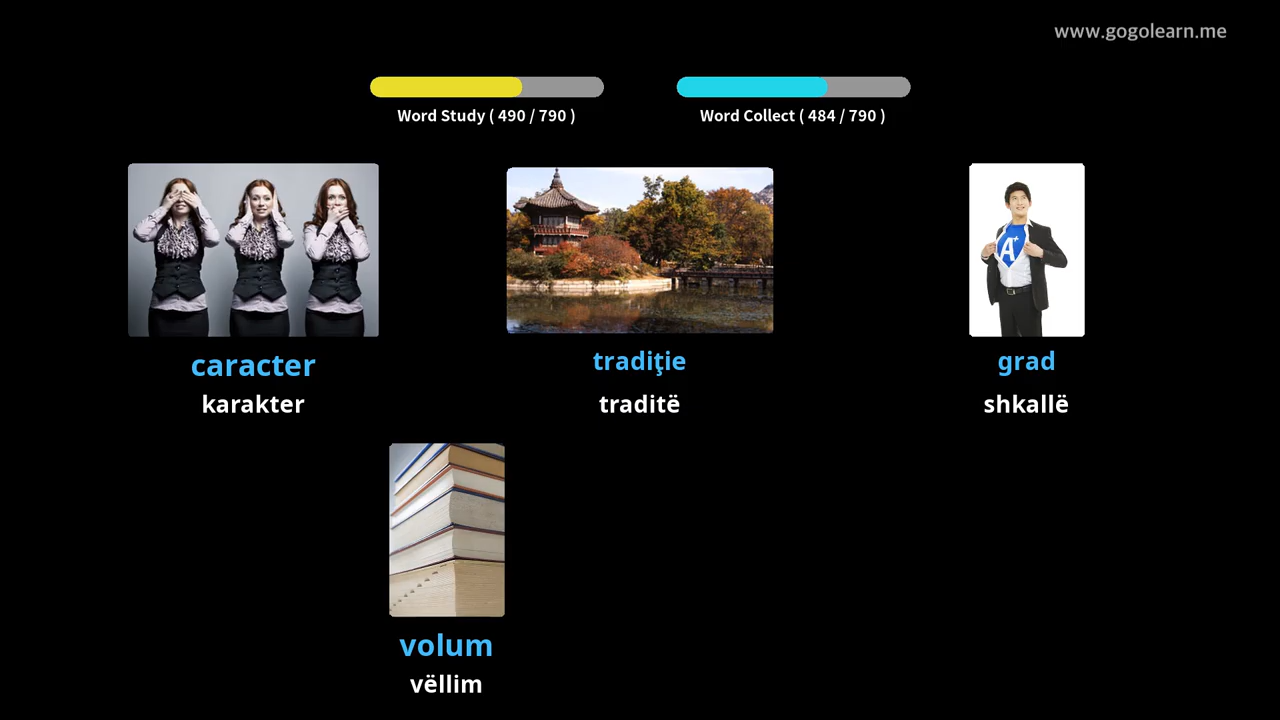 www.gogolearn.me
Word Study ( 490 / 790 )
Word Collect ( 484 / 790 )
A+
caracter
tradiţie
grad
karakter
traditë
shkallë
volum
vëllim